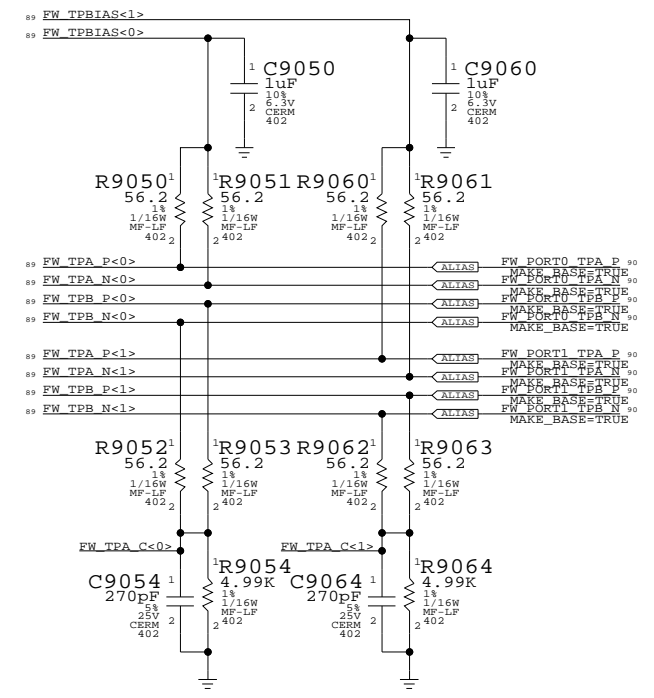 89 FW_TPBIAS<1>
89 FW_TPBIAS<0>
1 C9050
1uF
10%
6.3V
2 CERM
402
1 C9060
1uF
10%
6.3V
2 CERM
402
R9050 1
56.2
1%
1/16W
MF-LF
402 2
1 R9051
56.2
1%
1/16W
MF-LF
2 402
R9060 1
56.2
1%
1/16W
MF-LF
402 2
1 R9061
56.2
1%
1/16W
MF-LF
2 402
89 FW_TPA_P<0> ALIAS FW_PORT0_TPA_P 90
MAKE_BASE=TRUE
89 FW_TPA_N<0> ALIAS FW_PORT0_TPA_N 90
MAKE_BASE=TRUE
89 FW_TPB_P<0> ALIAS FW_PORT0_TPB_P 90
MAKE_BASE=TRUE
89 FW_TPB_N<0> ALIAS FW_PORT0_TPB_N 90
MAKE_BASE=TRUE
89 FW_TPA_P<1> ALIAS FW_PORT1_TPA_P 90
MAKE_BASE=TRUE
89 FW_TPA_N<1> ALIAS FW_PORT1_TPA_N 90
MAKE_BASE=TRUE
89 FW_TPB_P<1> ALIAS FW_PORT1_TPB_P 90
MAKE_BASE=TRUE
89 FW_TPB_N<1> ALIAS FW_PORT1_TPB_N 90
MAKE_BASE=TRUE
R9052 1
56.2
1%
1/16W
MF-LF
402 2
1 R9053
56.2
1%
1/16W
MF-LF
2 402
R9062 1
56.2
1%
1/16W
MF-LF
402 2
1 R9063
56.2
1%
1/16W
MF-LF
2 402
FW_TPA_C<0>
FW_TPA_C<1>
C9054 1
270pF
5%
25V
CERM 2
402
1 R9054
4.99K
1%
1/16W
MF-LF
2 402
C9064 1
270pF
5%
25V
CERM 2
402
1 R9064
4.99K
1%
1/16W
MF-LF
2 402